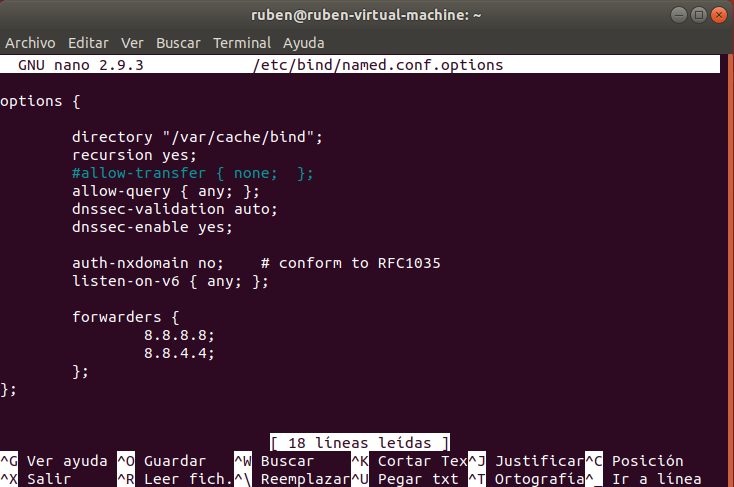 ruben@ruben-virtual-machine: ~
Archivo Editar Ver Buscar Terminal Ayuda
GNU nano 2.9.3 /etc/bind/named.conf.options
options {
directory "/var/cache/bind";
recursion yes;
#allow-transfer { none;  };
allow-query { any; };
dnssec-validation auto;
dnssec-enable yes;
auth-nxdomain no;    # conform to RFC1035
listen-on-v6 { any; };
forwarders {
8.8.8.8;
8.8.4.4;
};
};
[ 18 líneas leídas ]
^G Ver ayuda ^O Guardar ^W Buscar ^K Cortar Tex^J Justificar^C Posición
^X Salir ^R Leer fich.^\ Reemplazar^U Pegar txt ^T Ortografía^_ Ir a línea